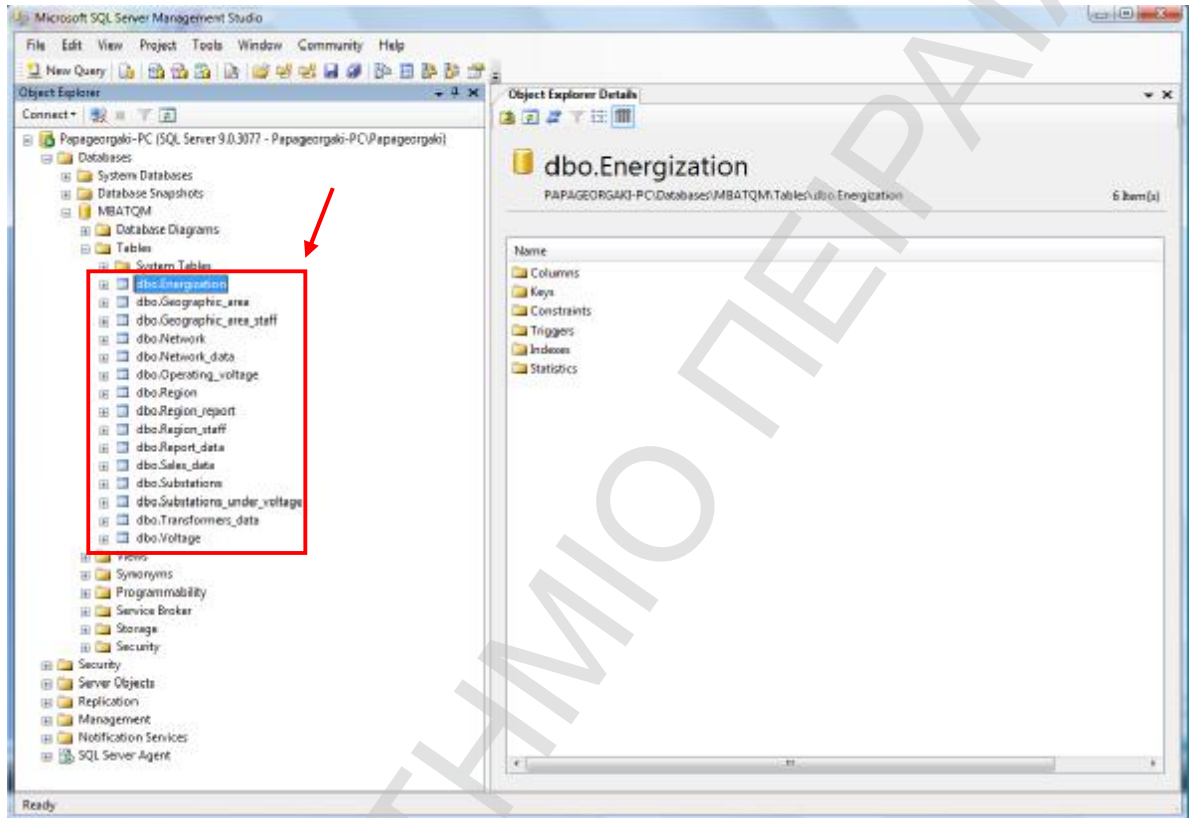 Microsoft SQL Server Management Studio
File Edit View Project Tools Window Community Help
New Query
Object Explorer
Connect
Papageorgaki-PC (SQL Server 9.0.3077 - Papageorgaki-PC\Papageorgaki)
Databases
System Databases
Database Snapshots
MBATQM
Database Diagrams
Tables
System Tables
dbo.Energization
dbo.Geographic_area
dbo.Geographic_area_staff
dbo.Network
dbo.Network_data
dbo.Operating_voltage
dbo.Region
dbo.Region_report
dbo.Region_staff
dbo.Report_data
dbo.Sales_data
dbo.Substations
dbo.Substations_under_voltage
dbo.Transformers_data
dbo.Voltage
Views
Synonyms
Programmability
Service Broker
Storage
Security
Security
Server Objects
Replication
Management
Notification Services
SQL Server Agent
Object Explorer Details
dbo.Energization
PAPAGEORGAKI-PC\Databases\MBATQM\Tables\dbo.Energization 6 Item(s)
Name
Columns
Keys
Constraints
Triggers
Indexes
Statistics
Ready
ΤΗΜΙΟ ΠΕΙΡΑΙ